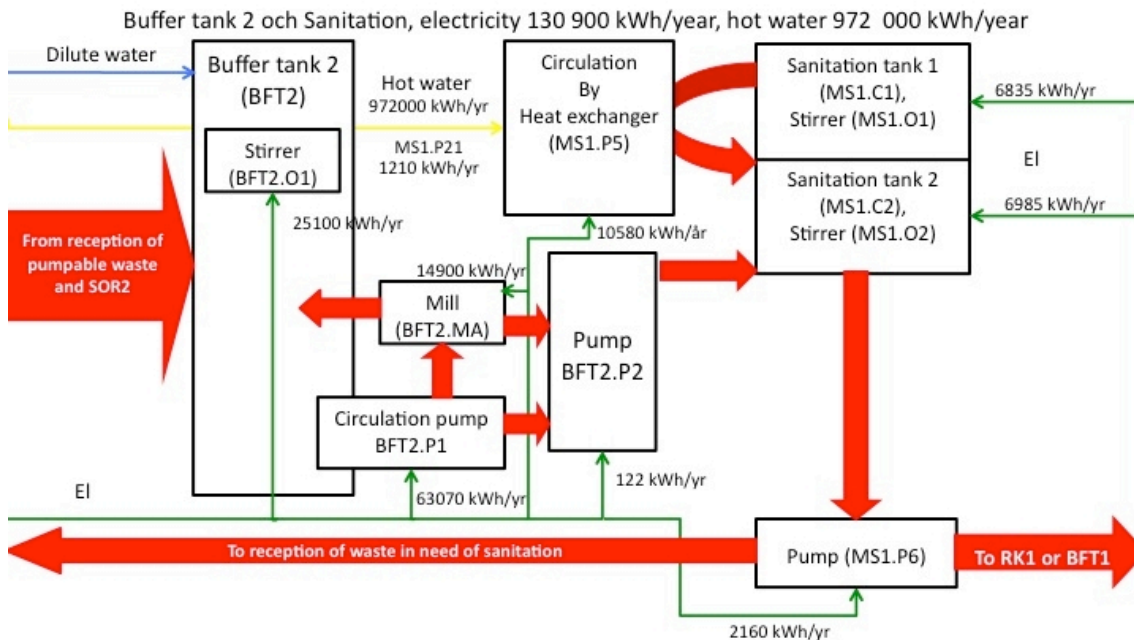 Buffer tank 2 och Sanitation, electricity 130 900 kWh/year, hot water 972 000 kWh/year
Dilute water
Buffer tank 2
(BFT2)
Stirrer
(BFT2.O1)
25100 kWh/yr
Hot water
972000 kWh/yr
MS1.P21
1210 kWh/yr
Circulation
By
Heat exchanger
(MS1.P5)
10580 kWh/år
Sanitation tank 1
(MS1.C1),
Stirrer (MS1.O1)
Sanitation tank 2
(MS1.C2),
Stirrer (MS1.O2)
6835 kWh/yr
El
6985 kWh/yr
From reception of
pumpable waste
and SOR2
14900 kWh/yr
Mill
(BFT2.MA)
Pump
BFT2.P2
Circulation pump
BFT2.P1
El
63070 kWh/yr
122 kWh/yr
To reception of waste in need of sanitation
Pump (MS1.P6)
To RK1 or BFT1
2160 kWh/yr